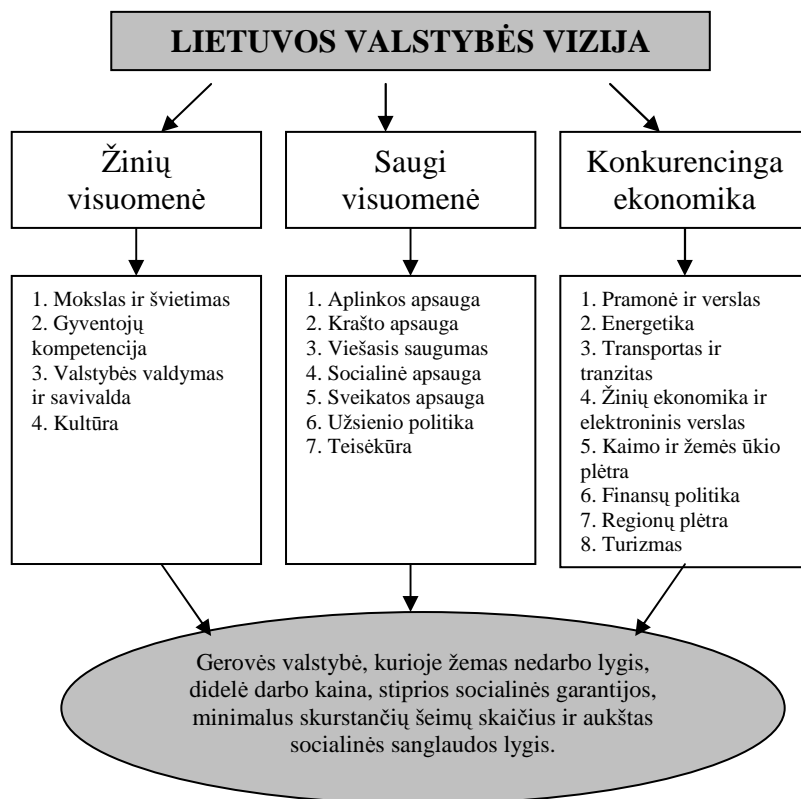 LIETUVOS VALSTYBĖS VIZIJA
Žinių
visuomenė
Saugi
visuomenė
Konkurencinga
ekonomika
1. Mokslas ir švietimas
2. Gyventojų
kompetencija
3. Valstybės valdymas
ir savivalda
4. Kultūra
1. Aplinkos apsauga
2. Krašto apsauga
3. Viešasis saugumas
4. Socialinė apsauga
5. Sveikatos apsauga
6. Užsienio politika
7. Teisėkūra
1. Pramonė ir verslas
2. Energetika
3. Transportas ir
tranzitas
4. Žinių ekonomika ir
elektroninis verslas
5. Kaimo ir žemės ūkio
plėtra
6. Finansų politika
7. Regionų plėtra
8. Turizmas
Gerovės valstybė, kurioje žemas nedarbo lygis,
didelė darbo kaina, stiprios socialinės garantijos,
minimalus skurstančių šeimų skaičius ir aukštas
socialinės sanglaudos lygis.